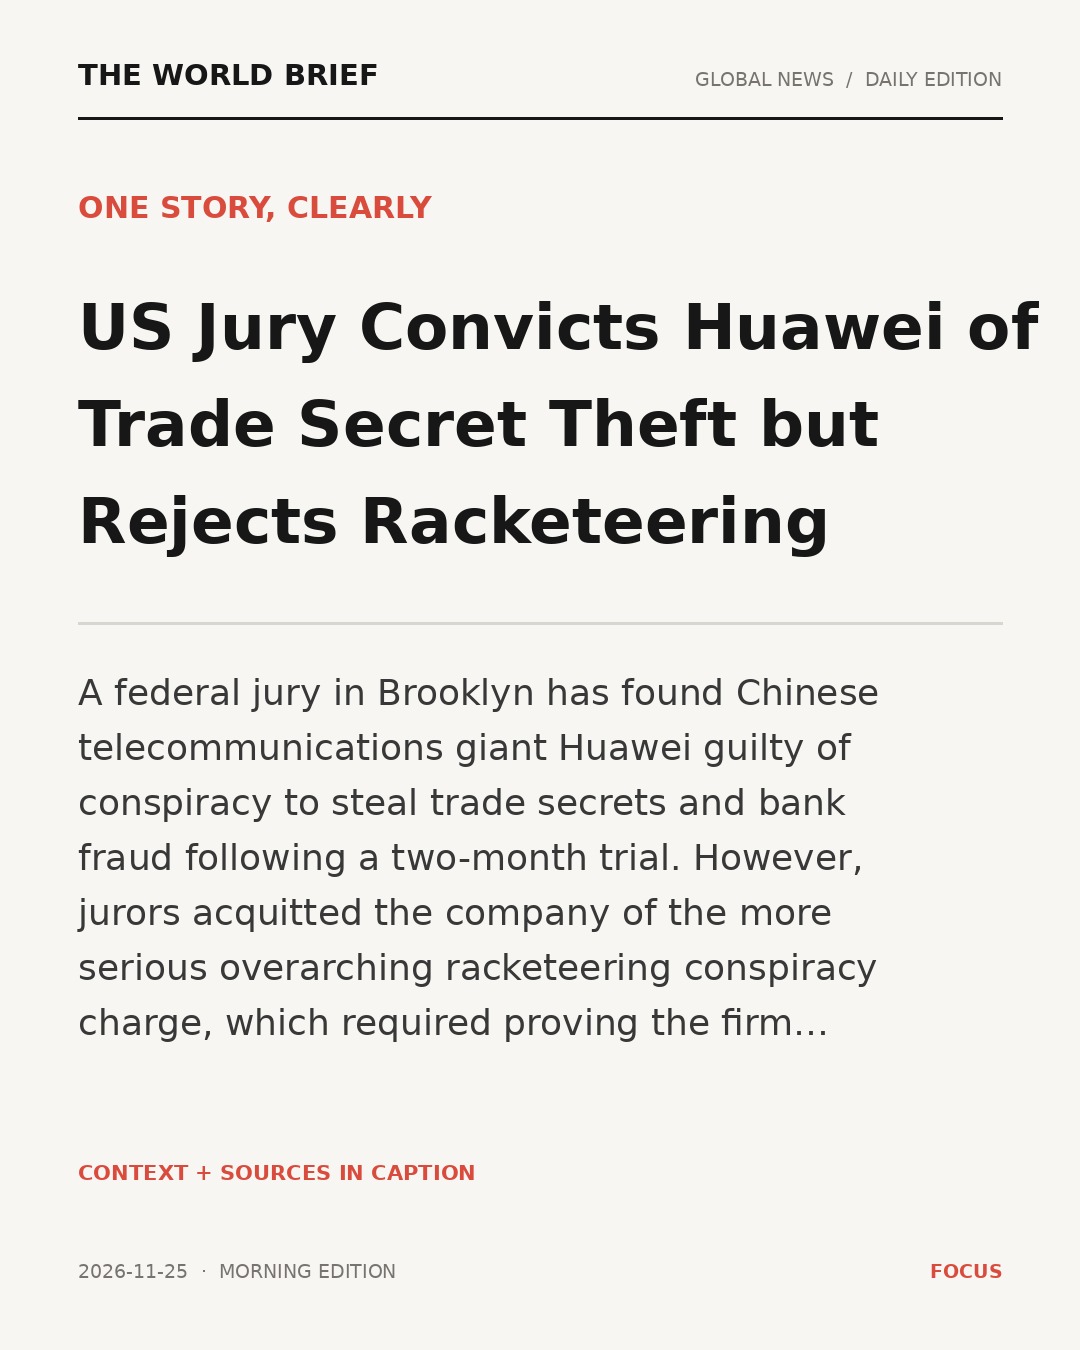 THE WORLD BRIEF
GLOBAL NEWS / DAILY EDITION
ONE STORY, CLEARLY
US Jury Convicts Huawei of
Trade Secret Theft but
Rejects Racketeering
A federal jury in Brooklyn has found Chinese
telecommunications giant Huawei guilty of
conspiracy to steal trade secrets and bank
fraud following a two-month trial. However,
jurors acquitted the company of the more
serious overarching racketeering conspiracy
charge, which required proving the firm...
CONTEXT + SOURCES IN CAPTION
2026-11-25 · MORNING EDITION
FOCUS